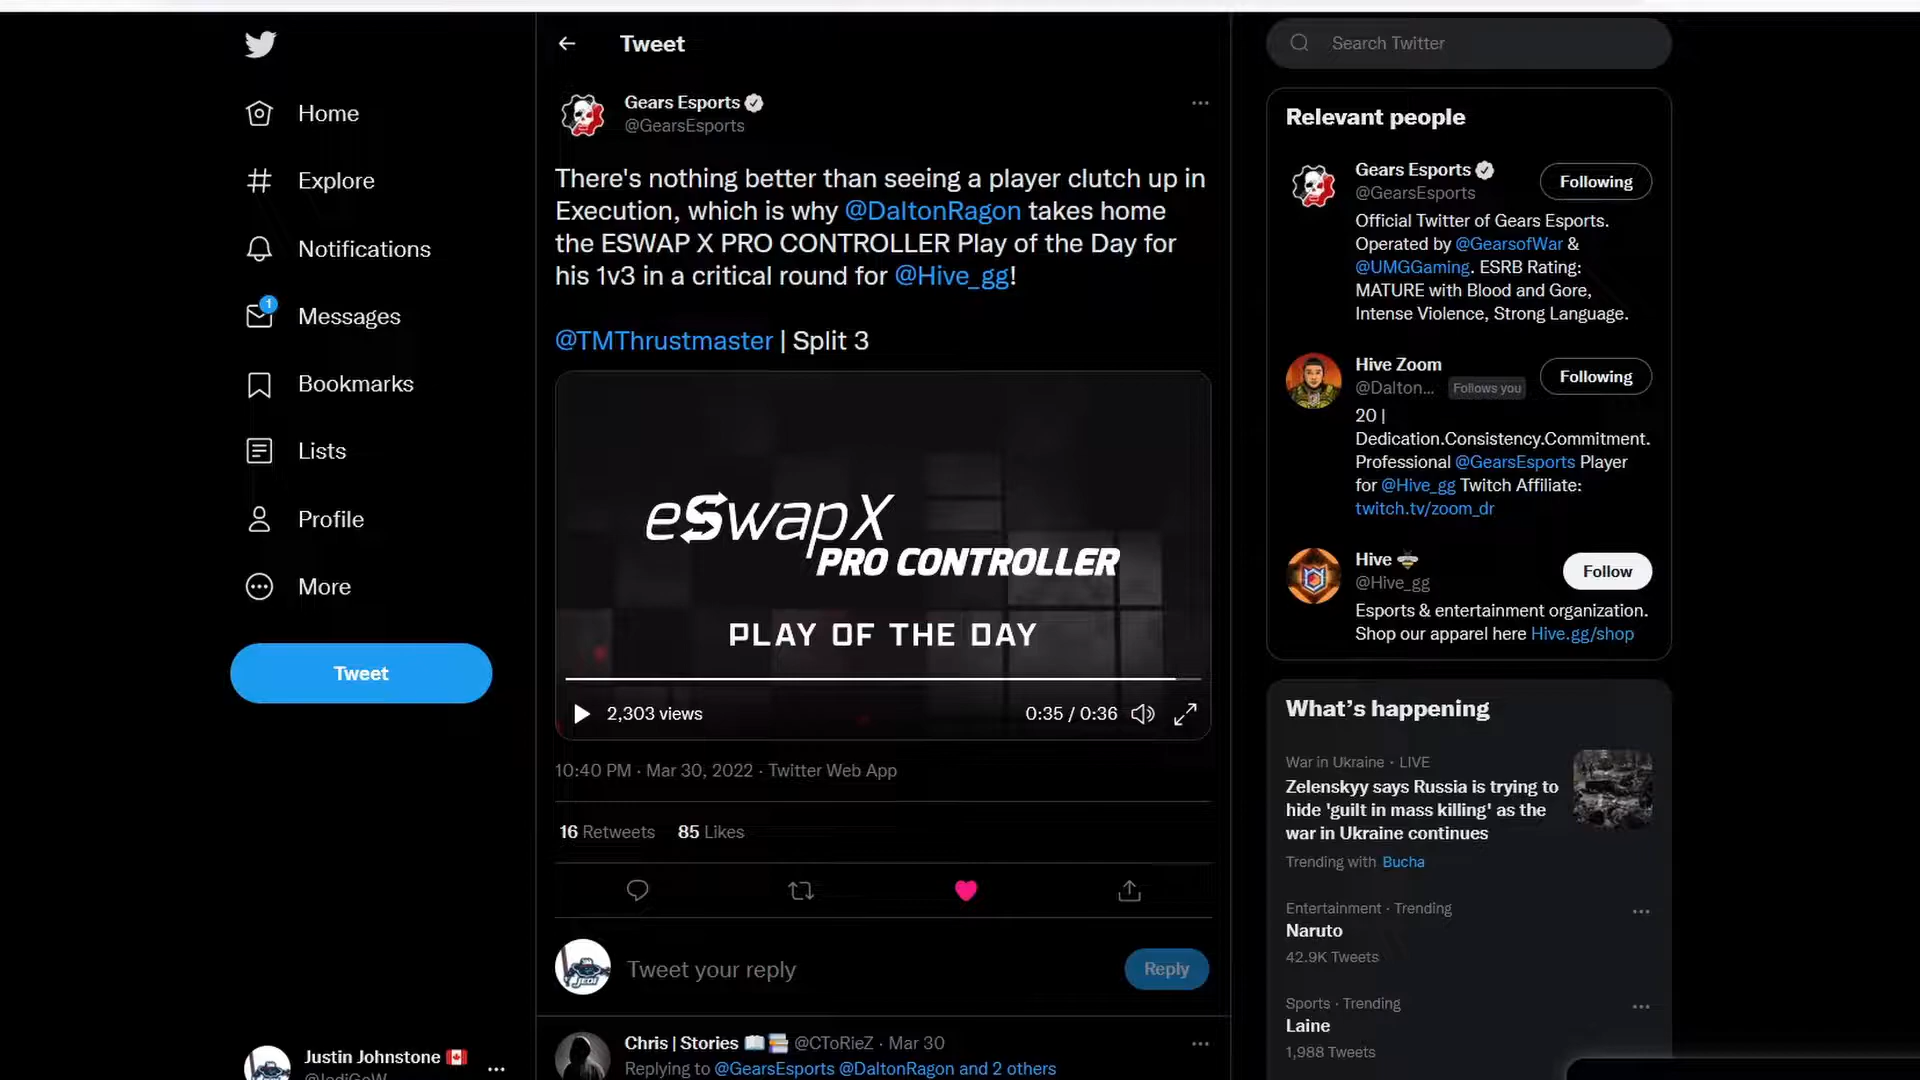 Home
Explore
Notifications
1
Messages
Bookmarks
Lists
Profile
More
Tweet
Justin Johnstone
Tweet
Gears Esports
@GearsEsports
There's nothing better than seeing a player clutch up in
Execution, which is why @DaltonRagon takes home
the ESWAP X PRO CONTROLLER Play of the Day for
his 1v3 in a critical round for @Hive_gg!
@TMThrustmaster | Split 3
eSwapX
PRO CONTROLLER
PLAY OF THE DAY
2,303 views
0:35 / 0:36
10:40 PM · Mar 30, 2022 · Twitter Web App
16 Retweets 85 Likes
Tweet your reply
Reply
Chris | Stories @CToRieZ · Mar 30
Replying to @GearsEsports @DaltonRagon and 2 others
Search Twitter
Relevant people
Gears Esports
@GearsEsports
Following
Official Twitter of Gears Esports.
Operated by @GearsofWar &
@UMGGaming. ESRB Rating:
MATURE with Blood and Gore,
Intense Violence, Strong Language.
Hive Zoom
@Dalton... Follows you
Following
20 |
Dedication.Consistency.Commitment.
Professional @GearsEsports Player
for @Hive_gg Twitch Affiliate:
twitch.tv/zoom_dr
Hive
@Hive_gg
Follow
Esports & entertainment organization.
Shop our apparel here Hive.gg/shop
What's happening
War in Ukraine · LIVE
Zelenskyy says Russia is trying to
hide 'guilt in mass killing' as the
war in Ukraine continues
Trending with Bucha
Entertainment · Trending
Naruto
42.9K Tweets
Sports · Trending
Laine
1,988 Tweets